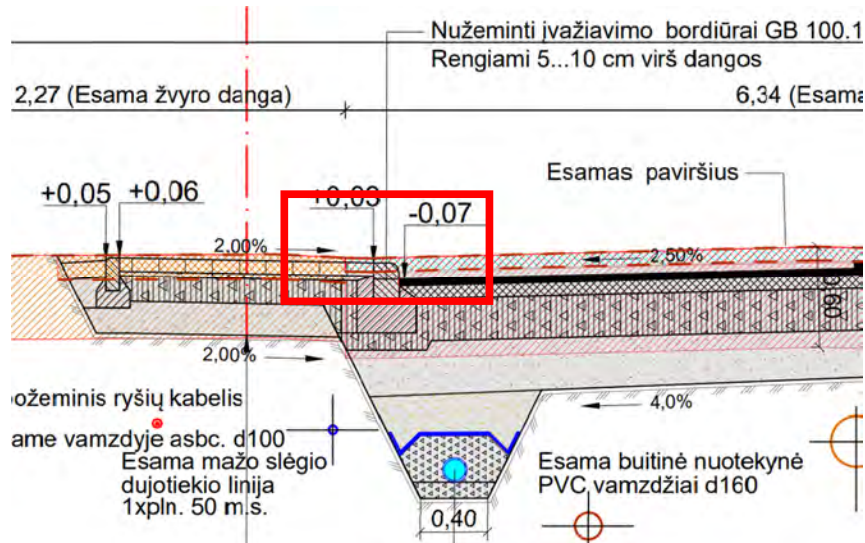 Nužeminti įvažiavimo bordiūrai GB 100.1
Rengiami 5...10 cm virš dangos
2,27 (Esama žvyro danga)
6,34 (Esama
Esamas paviršius
+0,05
+0,06
+0,03
-0,07
2,00%
2,50%
0,60
2,00%
4,0%
požeminis ryšių kabelis
ame vamzdyje asbc. d100
Esama mažo slėgio
dujotiekio linija
1xpln. 50 m.s.
Esama buitinė nuotekynė
PVC vamzdžiai d160
0,40